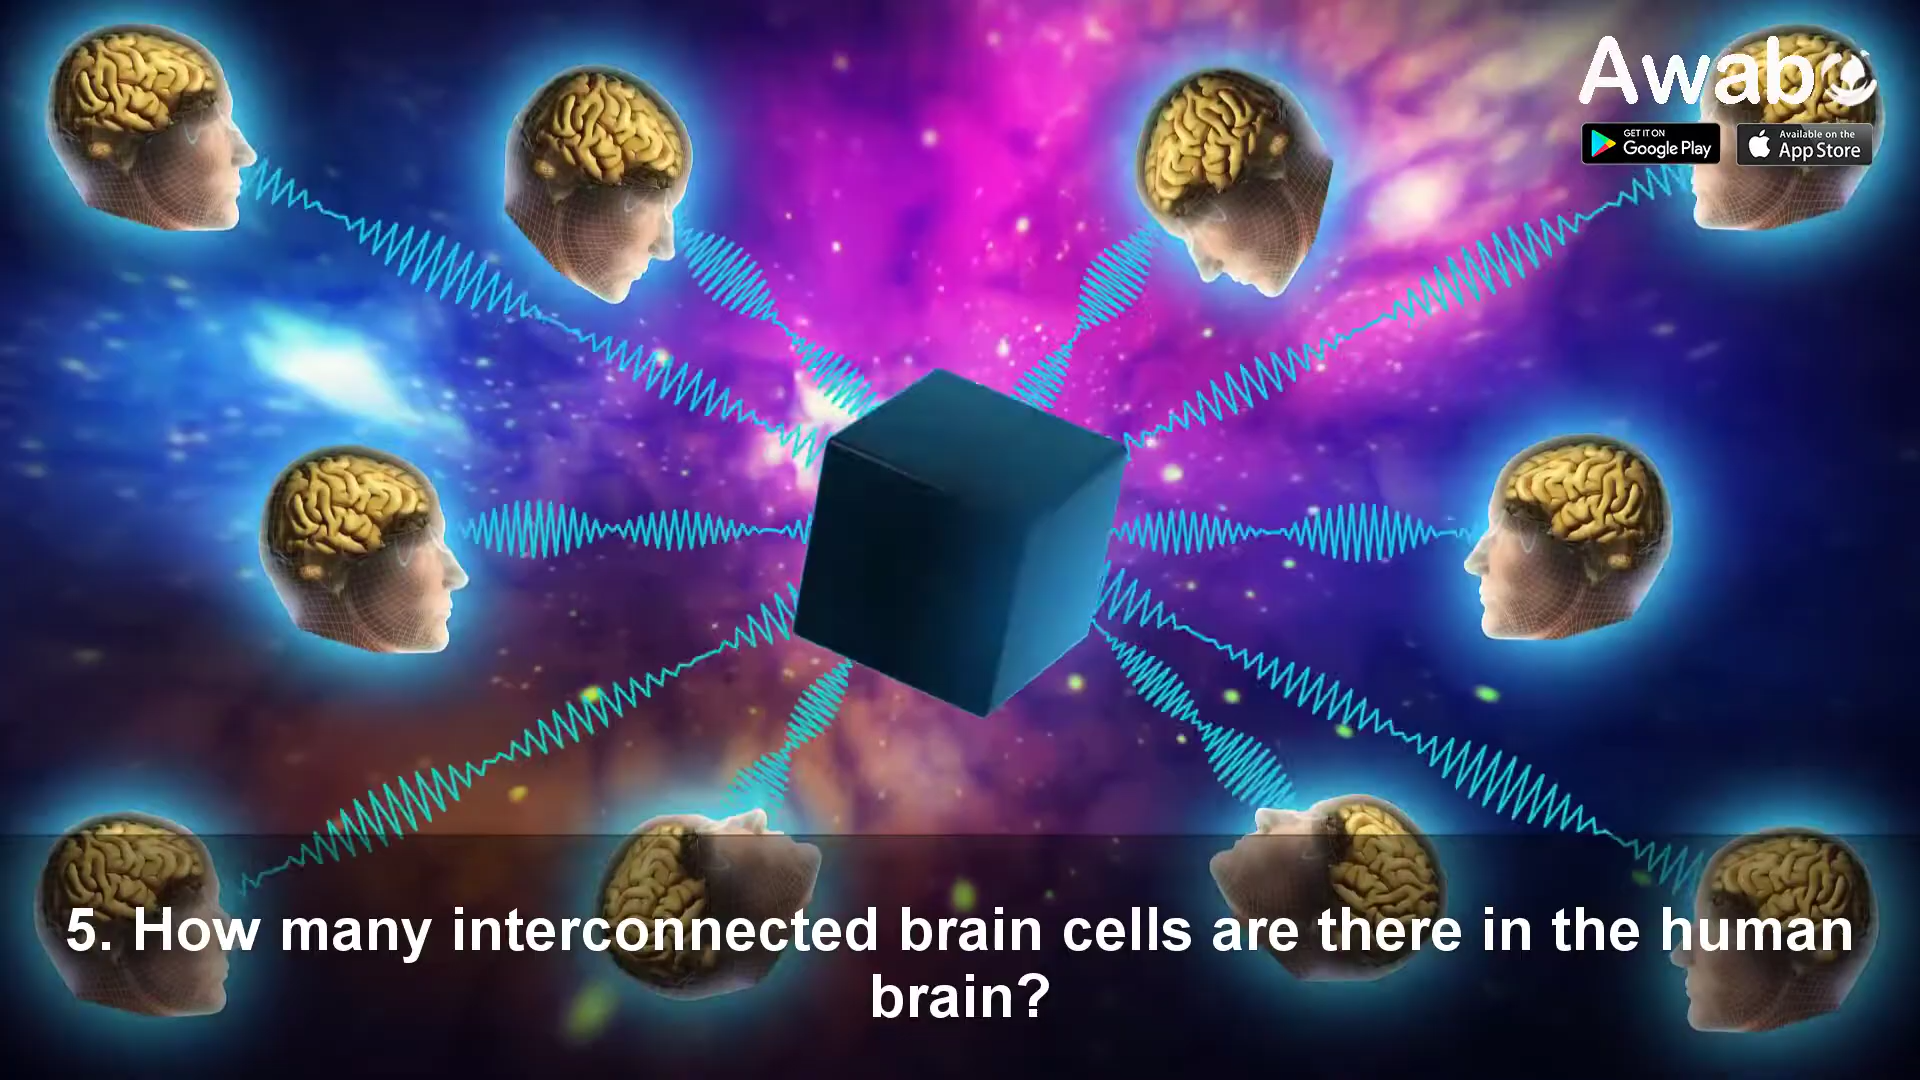 Awabe
GET IT ON
Google Play
Available on the
App Store
5. How many interconnected brain cells are there in the human
brain?